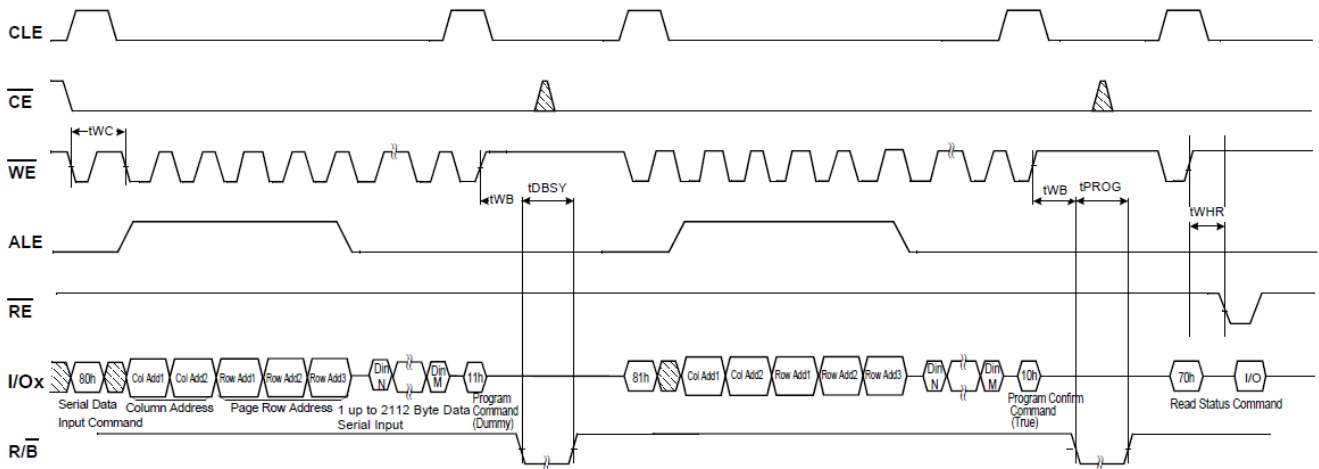 CLE
CE
tWC
WE
tWB
tDBSY
tWB
tPROG
tWHR
ALE
RE
I/Ox
80h
Col Add1
Col Add2
Row Add1
Row Add2
Row Add3
Din
N
Din
M
11h
81h
Col Add1
Col Add2
Row Add1
Row Add2
Row Add3
Din
N
Din
M
10h
70h
I/O
Serial Data
Input Command
Column Address
Page Row Address
1 up to 2112 Byte Data
Serial Input
Program
Command
(Dummy)
Program Confirm
Command
(True)
Read Status Command
R/B